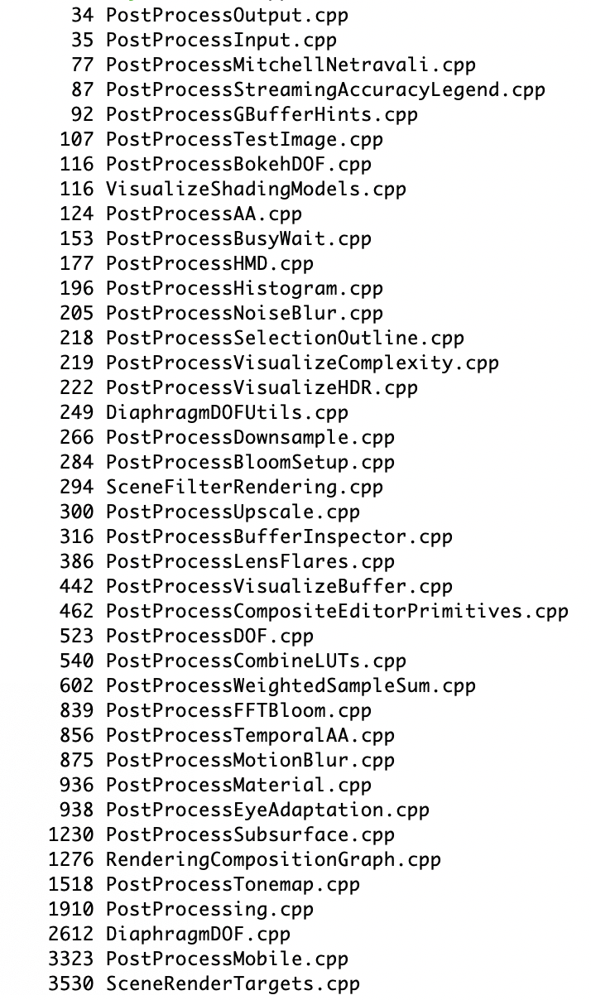 34 PostProcessOutput.cpp
35 PostProcessInput.cpp
77 PostProcessMitchellNetravali.cpp
87 PostProcessStreamingAccuracyLegend.cpp
92 PostProcessGBufferHints.cpp
107 PostProcessTestImage.cpp
116 PostProcessBokehDOF.cpp
116 VisualizeShadingModels.cpp
124 PostProcessAA.cpp
153 PostProcessBusyWait.cpp
177 PostProcessHMD.cpp
196 PostProcessHistogram.cpp
205 PostProcessNoiseBlur.cpp
218 PostProcessSelectionOutline.cpp
219 PostProcessVisualizeComplexity.cpp
222 PostProcessVisualizeHDR.cpp
249 DiaphragmDOFUtils.cpp
266 PostProcessDownsample.cpp
284 PostProcessBloomSetup.cpp
294 SceneFilterRendering.cpp
300 PostProcessUpscale.cpp
316 PostProcessBufferInspector.cpp
386 PostProcessLensFlares.cpp
442 PostProcessVisualizeBuffer.cpp
462 PostProcessCompositeEditorPrimitives.cpp
523 PostProcessDOF.cpp
540 PostProcessCombineLUTs.cpp
602 PostProcessWeightedSampleSum.cpp
839 PostProcessFFTBloom.cpp
856 PostProcessTemporalAA.cpp
875 PostProcessMotionBlur.cpp
936 PostProcessMaterial.cpp
938 PostProcessEyeAdaptation.cpp
1230 PostProcessSubsurface.cpp
1276 RenderingCompositionGraph.cpp
1518 PostProcessTonemap.cpp
1910 PostProcessing.cpp
2612 DiaphragmDOF.cpp
3323 PostProcessMobile.cpp
3530 SceneRenderTargets.cpp